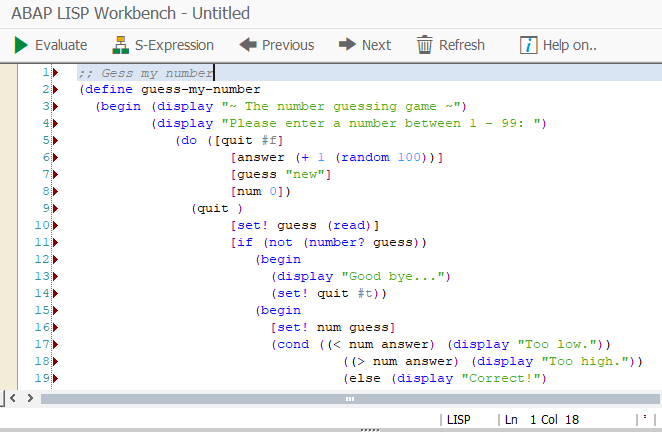 ABAP LISP Workbench - Untitled
Evaluate S-Expression Previous Next Refresh Help on..
1 ;; Gess my number
2 (define guess-my-number
3 (begin (display "~ The number guessing game ~")
4 (display "Please enter a number between 1 - 99: ")
5 (do ([quit #f]
6 [answer (+ 1 (random 100))]
7 [guess "new"]
8 [num 0])
9 (quit )
10 [set! guess (read)]
11 [if (not (number? guess))
12 (begin
13 (display "Good bye...")
14 (set! quit #t))
15 (begin
16 [set! num guess]
17 (cond ((< num answer) (display "Too low."))
18 ((> num answer) (display "Too high."))
19 (else (display "Correct!")
LISP Ln 1 Col 18